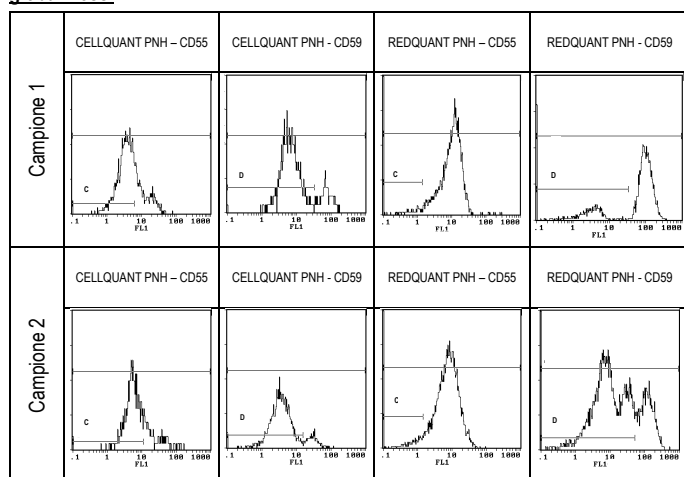 CELLQUANT PNH – CD55
CELLQUANT PNH - CD59
REDQUANT PNH – CD55
REDQUANT PNH - CD59
Campione 1
C
.1 1 10 100 1000
FL1
D
.1 1 10 100 1000
FL1
C
.1 1 10 100 1000
FL1
D
.1 1 10 100 1000
FL1
CELLQUANT PNH – CD55
CELLQUANT PNH - CD59
REDQUANT PNH – CD55
REDQUANT PNH - CD59
Campione 2
C
.1 1 10 100 1000
FL1
D
.1 1 10 100 1000
FL1
C
.1 1 10 100 1000
FL1
D
.1 1 10 100 1000
FL1